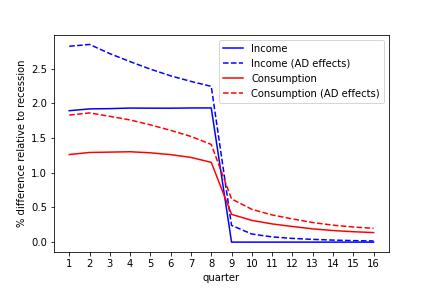 Income
Income (AD effects)
Consumption
Consumption (AD effects)
% difference relative to recession
2.5
2.0
1.5
1.0
0.5
0.0
1 2 3 4 5 6 7 8 9 10 11 12 13 14 15 16
quarter